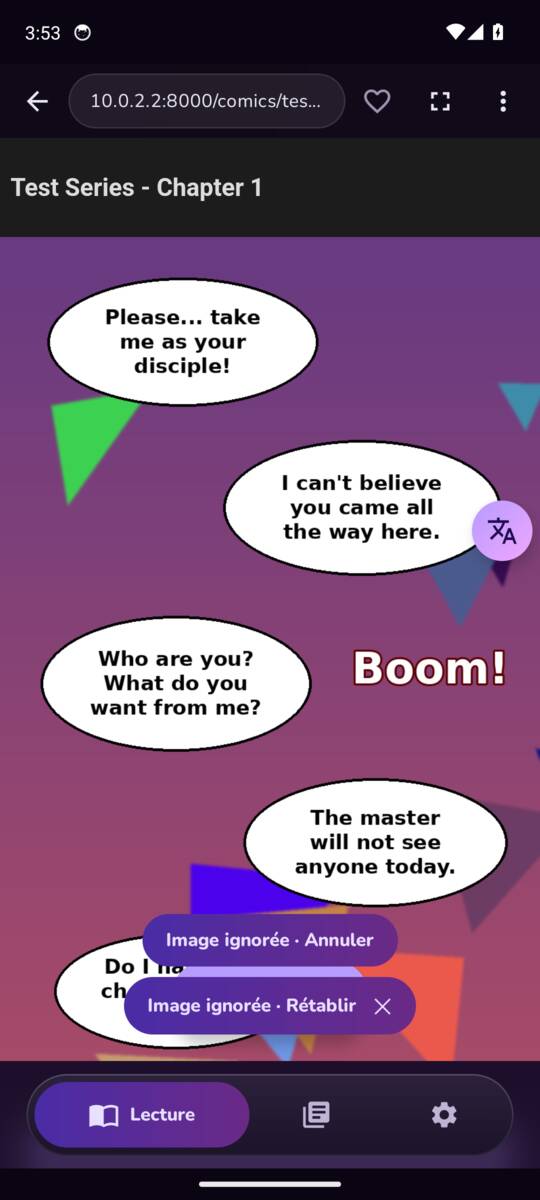 3:53
10.0.2.2:8000/comics/tes...
Test Series - Chapter 1
Please... take
me as your
disciple!
I can't believe
you came all
the way here.
Who are you?
What do you
want from me?
Boom!
The master
will not see
anyone today.
Image ignorée · Annuler
Do I
Image ignorée · Rétablir
Lecture